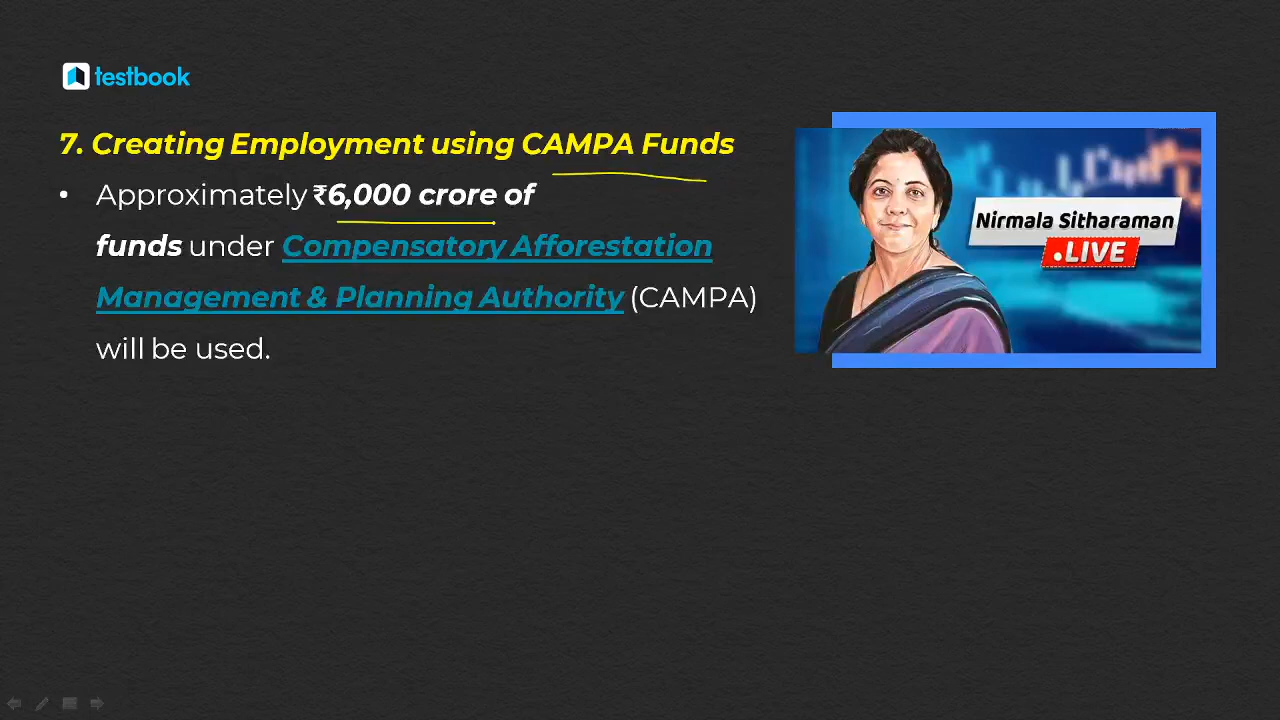 testbook
7. Creating Employment using CAMPA Funds
• Approximately ₹6,000 crore of
funds under Compensatory Afforestation
Management & Planning Authority (CAMPA)
will be used.
Nirmala Sitharaman
•LIVE